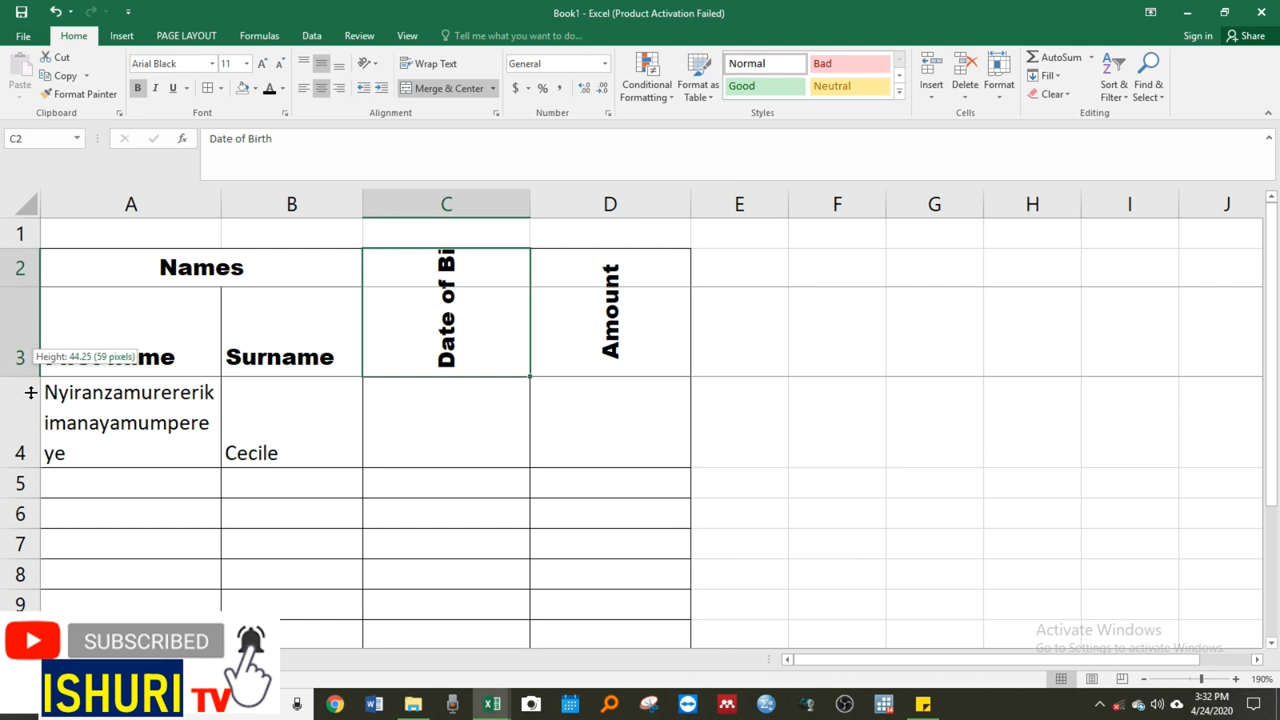 Book1 - Excel (Product Activation Failed)
File Home Insert PAGE LAYOUT Formulas Data Review View Tell me what you want to do... Sign in Share
Paste Cut Copy Format Painter Clipboard
Arial Black 11 A A B I U A Font
Wrap Text Merge & Center Alignment
General $ % , Number
Conditional Formatting Format as Table Normal Bad Good Neutral Styles
Insert Delete Format Cells
AutoSum Fill Clear Sort & Filter Find & Select Editing
C2 fx Date of Birth
A B C D E F G H I J
1
2 Names Date of Bi Amount
3 Height: 44.25 (59 pixels) me Surname
4 Nyiranzamurererik
imanayamumpere
ye Cecile
5
6
7
8
9
SUBSCRIBED
ISHURI TV
Activate Windows
Go to Settings to activate Windows.
190%
3:32 PM
4/24/2020